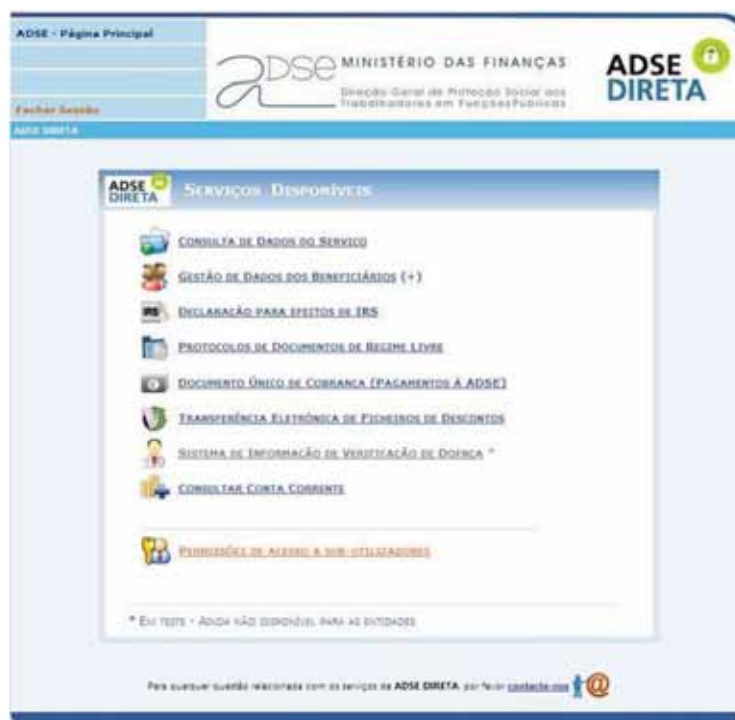 ADSE - Página Principal
adse MINISTÉRIO DAS FINANÇAS
Direção Geral de Proteção Social aos
Trabalhadores em Funções Públicas
ADSE
DIRETA
Fechar Sessão
ADSE DIRETA
ADSE
DIRETA
SERVIÇOS DISPONÍVEIS
CONSULTA DE DADOS DO SERVIÇO
GESTÃO DE DADOS DOS BENEFICIÁRIOS (+)
IRS
DECLARAÇÃO PARA EFEITOS DE IRS
PROTOCOLOS DE DOCUMENTOS DE REGIME LIVRE
DOCUMENTO ÚNICO DE COBRANÇA (PAGAMENTOS À ADSE)
TRANSFERÊNCIA ELETRÓNICA DE FICHEIROS DE DESCONTOS
SISTEMA DE INFORMAÇÃO DE VERIFICAÇÃO DE DOENÇA *
CONSULTAR CONTA CORRENTE
PERMISSÕES DE ACESSO A SUB-UTILIZADORES
* EM TESTE - AINDA NÃO DISPONÍVEL PARA AS ENTIDADES
Para qualquer questão relacionada com os serviços da ADSE DIRETA, por favor contacte-nos @